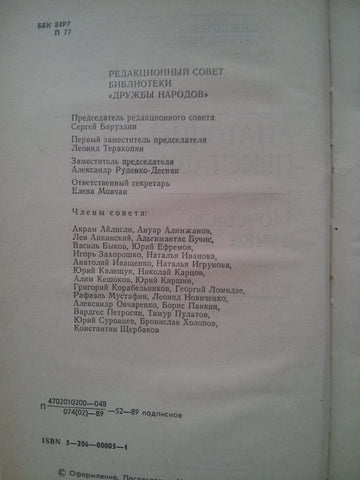 ББК 84Р7
П 77
РЕДАКЦИОННЫЙ СОВЕТ
БИБЛИОТЕКИ
«ДРУЖБЫ НАРОДОВ»
Председатель редакционного совета
Сергей Баруздин
Первый заместитель председателя
Леонид Теракопян
Заместитель председателя
Александр Руденко-Десняк
Ответственный секретарь
Елена Мовчан
Члены совета:
Акрам Айлисли, Ануар Алимжанов,
Лев Аннинский, Альгимантас Бучис,
Василь Быков, Юрий Ефремов,
Игорь Захорошко, Наталья Иванова,
Анатолий Иващенко, Наталья Игрунова,
Юрий Калещук, Николай Карцов,
Алим Кешоков, Юрий Киршин,
Григорий Корабельников, Георгий Ломидзе,
Рафаэль Мустафин, Леонид Новиченко,
Александр Овчаренко, Борис Панкин,
Вардгес Петросян, Тимур Пулатов,
Юрий Суровцев, Бронислав Холопов,
Константин Щербаков
П 4702010200—048
074(02)—89 —52—89 подписное
ISBN 5—206—00005—1
© Оформление.